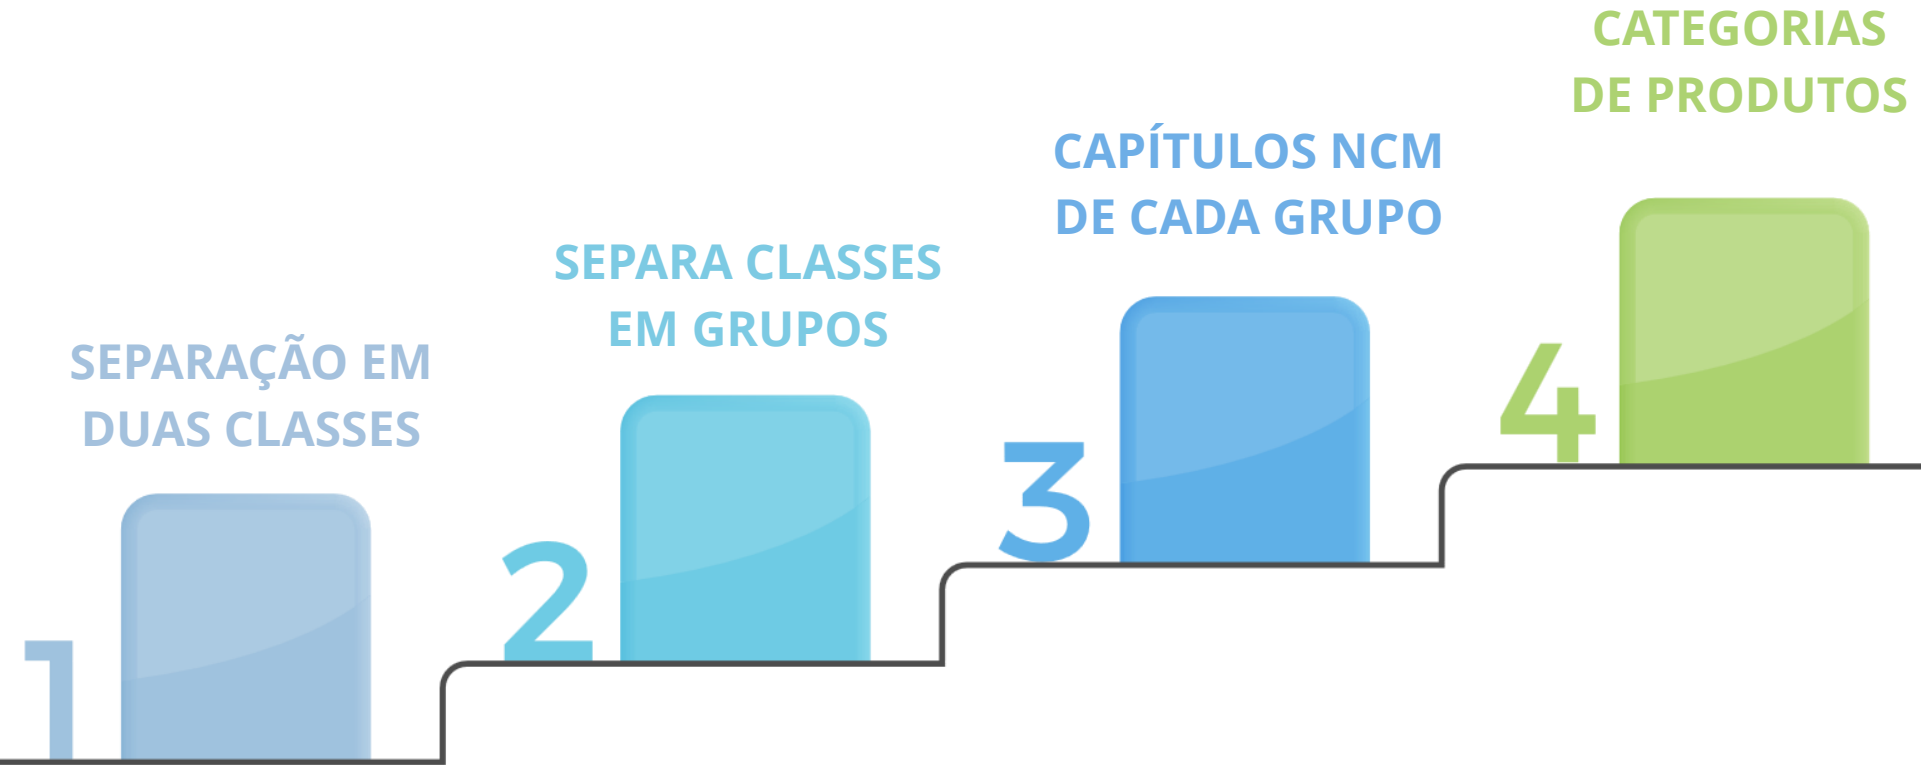 1
SEPARAÇÃO EM
DUAS CLASSES
2
SEPARA CLASSES
EM GRUPOS
3
CAPÍTULOS NCM
DE CADA GRUPO
4
CATEGORIAS
DE PRODUTOS